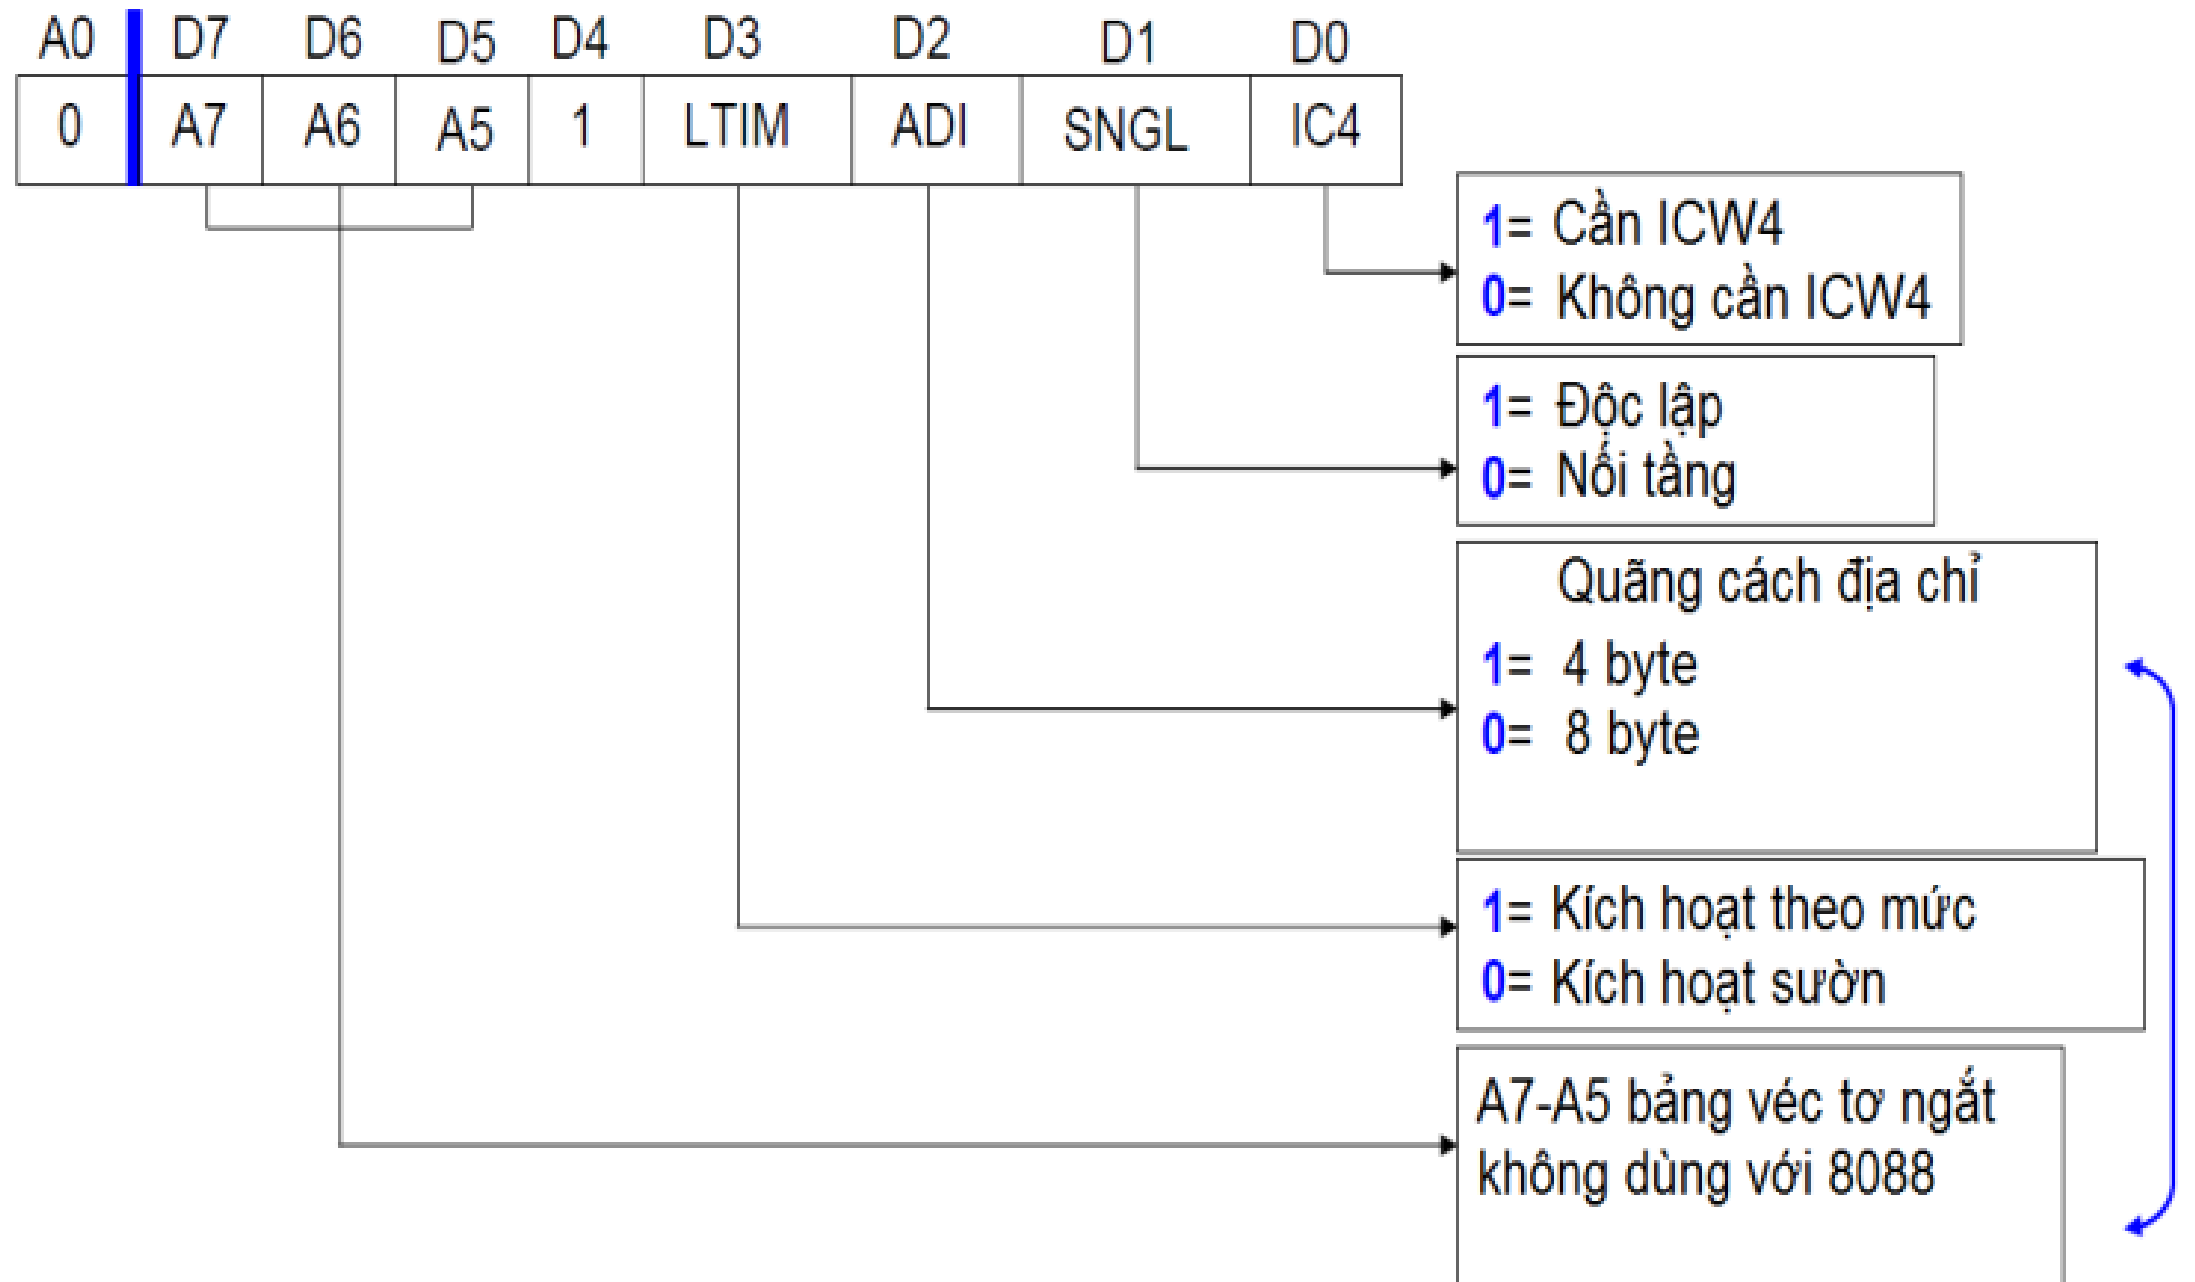 A0 D7 D6 D5 D4 D3 D2 D1 D0
0 A7 A6 A5 1 LTIM ADI SNGL IC4
1= Cần ICW4
0= Không cần ICW4
1= Độc lập
0= Nối tầng
Quãng cách địa chỉ
1= 4 byte
0= 8 byte
1= Kích hoạt theo mức
0= Kích hoạt sườn
A7-A5 bảng véc tơ ngắt
không dùng với 8088